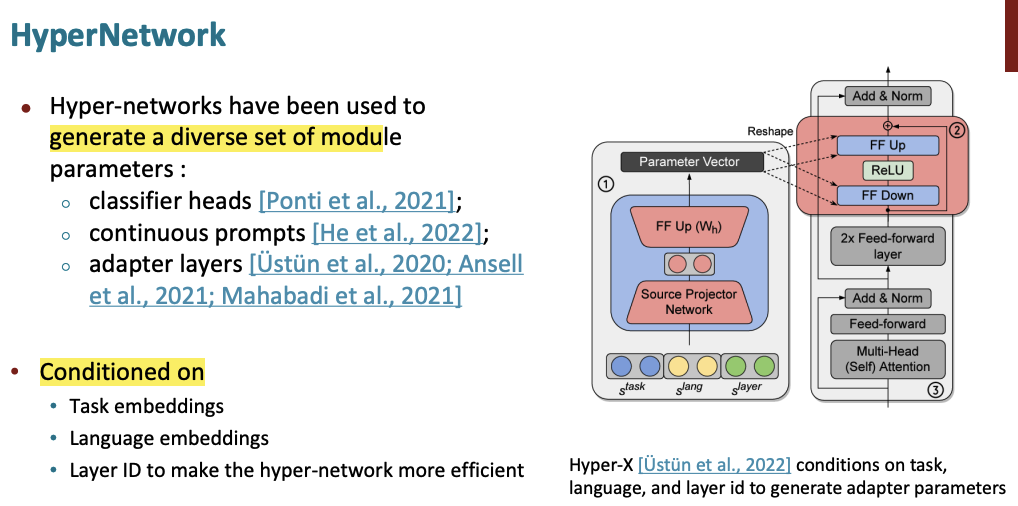 HyperNetwork
• Hyper-networks have been used to
generate a diverse set of module
parameters :
○ classifier heads [Ponti et al., 2021];
○ continuous prompts [He et al., 2022];
○ adapter layers [Üstün et al., 2020; Ansell
et al., 2021; Mahabadi et al., 2021]
• Conditioned on
• Task embeddings
• Language embeddings
• Layer ID to make the hyper-network more efficient
①
Parameter Vector
FF Up (Wh)
Source Projector
Network
s^task
s^lang
s^layer
Reshape
Add & Norm
②
FF Up
ReLU
FF Down
2x Feed-forward
layer
Add & Norm
Feed-forward
Multi-Head
(Self) Attention
③
Hyper-X [Üstün et al., 2022] conditions on task,
language, and layer id to generate adapter parameters